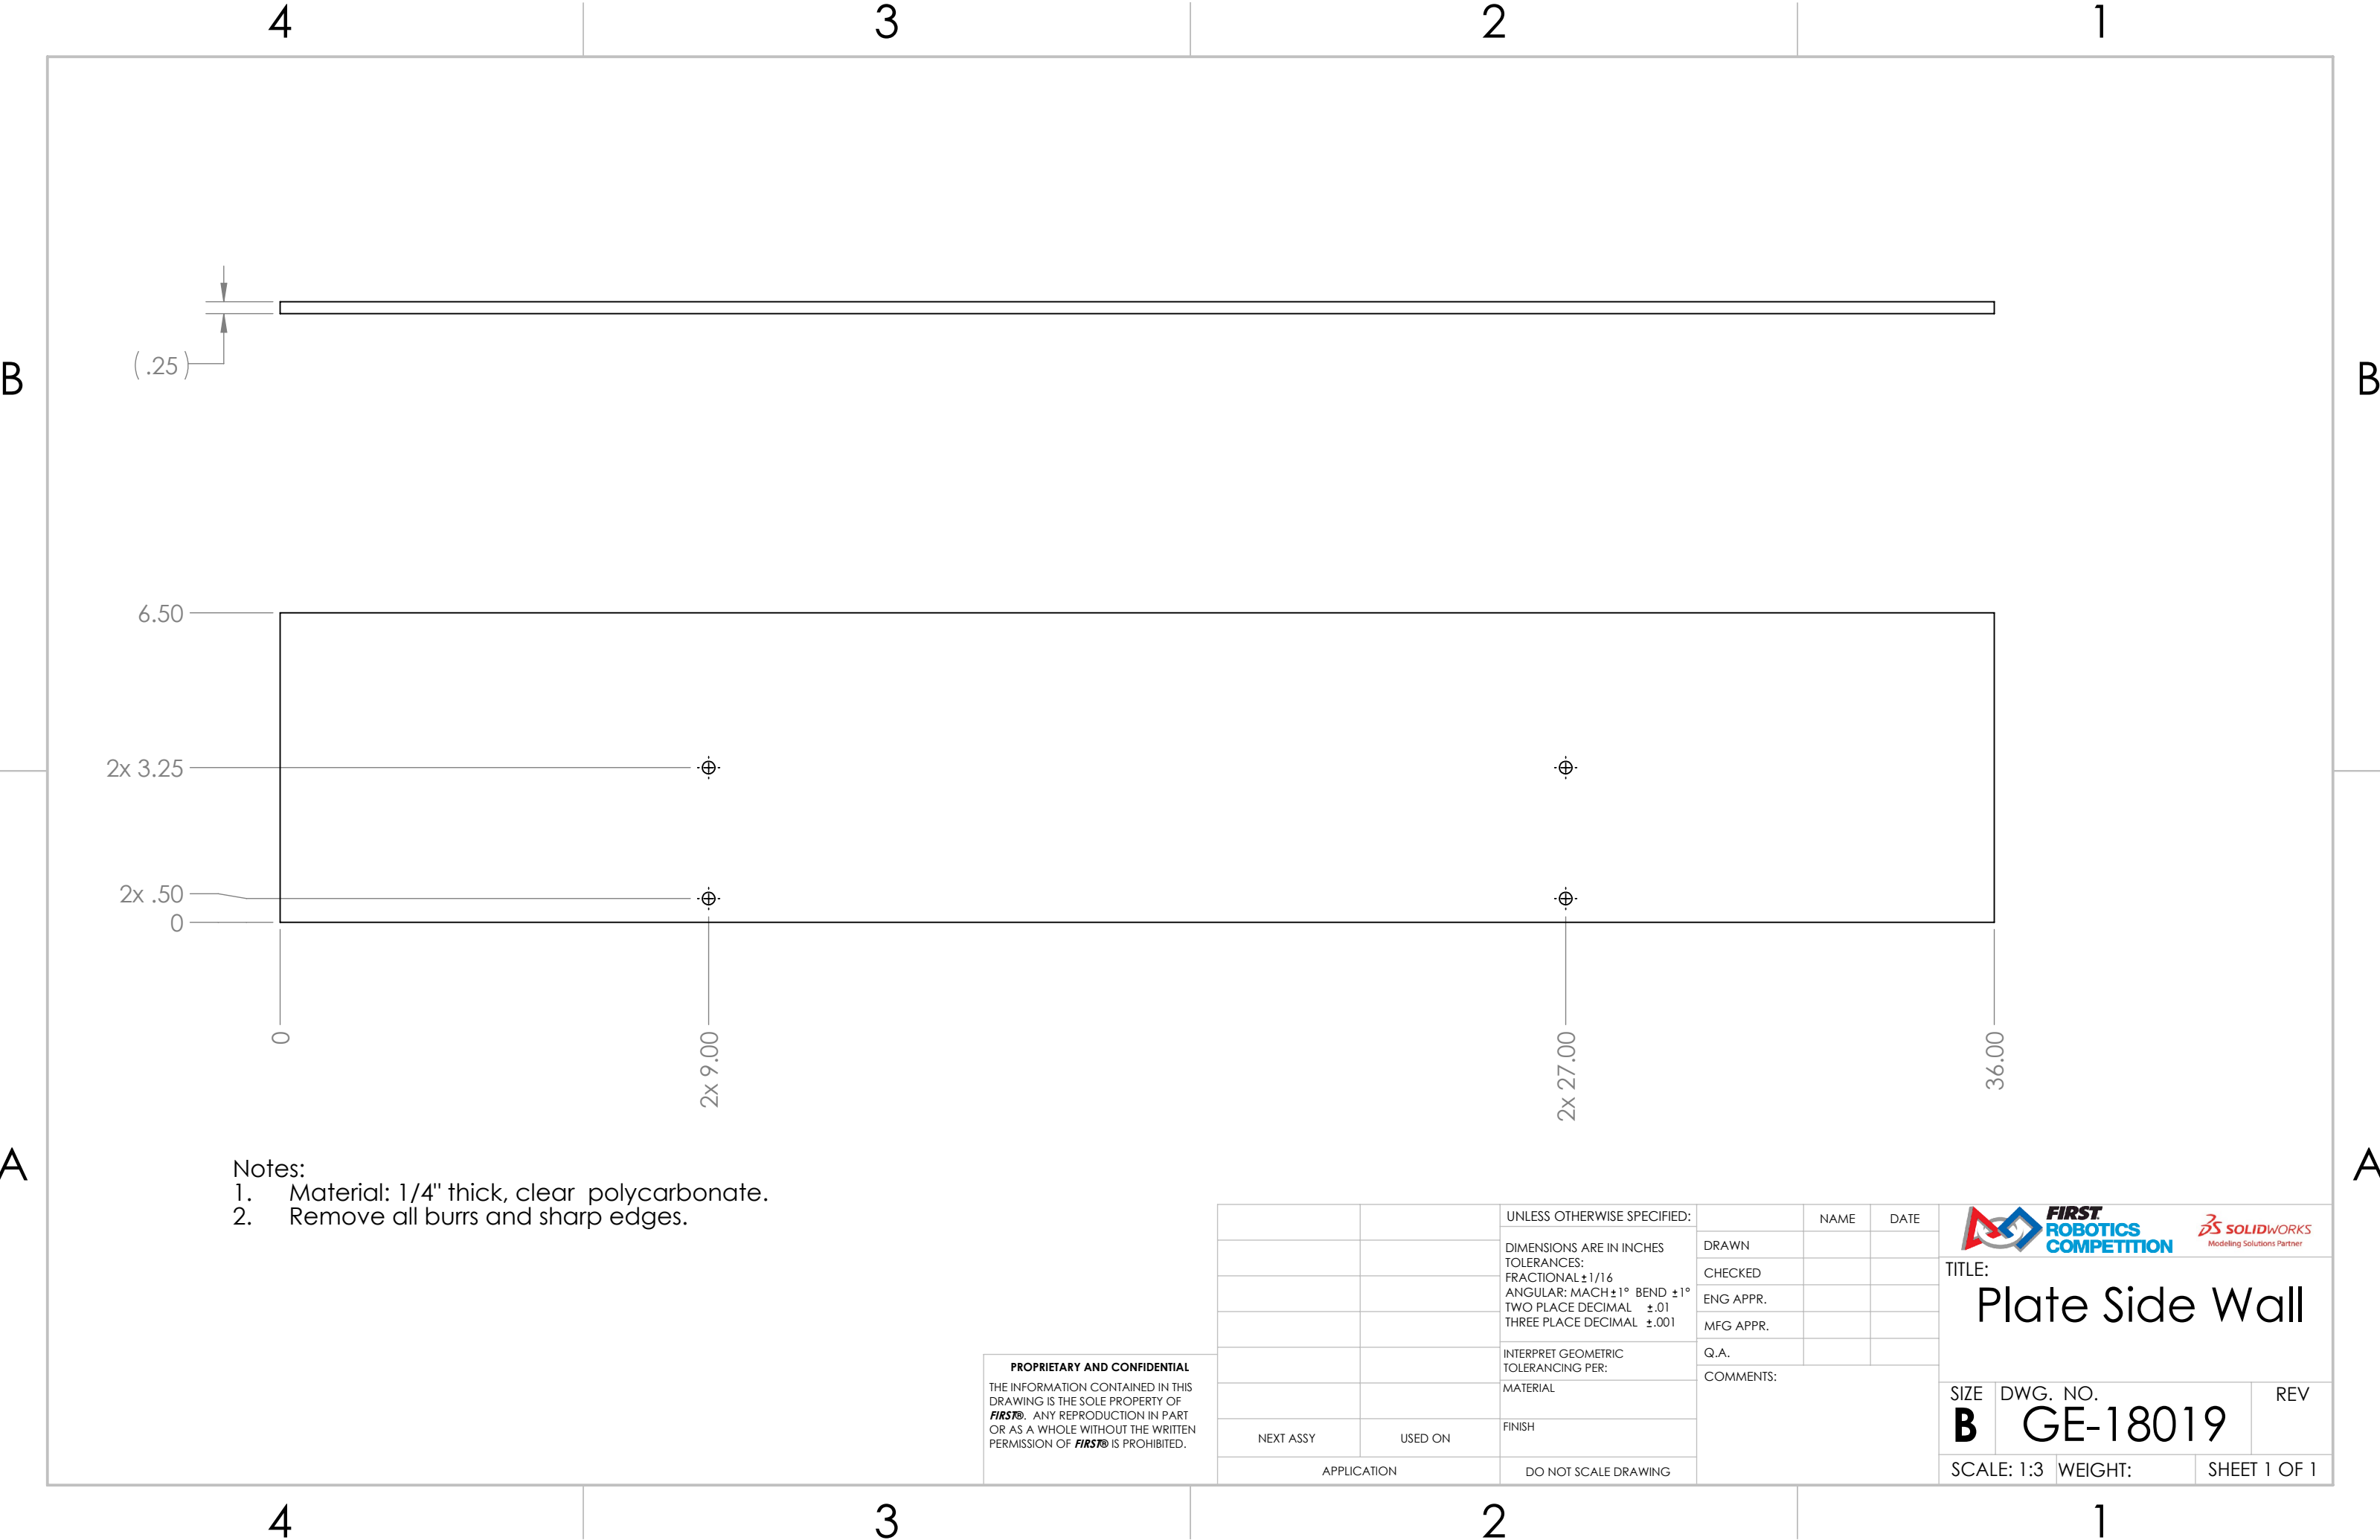 4 3 2 1
B B
(.25)
6.50
2x 3.25
2x .50
0
0
2x 9.00
2x 27.00
36.00
A A
Notes:
1. Material: 1/4" thick, clear polycarbonate.
2. Remove all burrs and sharp edges.
PROPRIETARY AND CONFIDENTIAL
THE INFORMATION CONTAINED IN THIS
DRAWING IS THE SOLE PROPERTY OF
FIRST®. ANY REPRODUCTION IN PART
OR AS A WHOLE WITHOUT THE WRITTEN
PERMISSION OF FIRST® IS PROHIBITED.
NEXT ASSY USED ON
APPLICATION
UNLESS OTHERWISE SPECIFIED:
DIMENSIONS ARE IN INCHES
TOLERANCES:
FRACTIONAL ±1/16
ANGULAR: MACH ±1° BEND ±1°
TWO PLACE DECIMAL ±.01
THREE PLACE DECIMAL ±.001
INTERPRET GEOMETRIC
TOLERANCING PER:
MATERIAL
FINISH
DO NOT SCALE DRAWING
NAME DATE
DRAWN
CHECKED
ENG APPR.
MFG APPR.
Q.A.
COMMENTS:
FIRST.
ROBOTICS
COMPETITION
SOLIDWORKS
Modeling Solutions Partner
TITLE:
Plate Side Wall
SIZE DWG. NO. REV
B GE-18019
SCALE: 1:3 WEIGHT: SHEET 1 OF 1
4 3 2 1